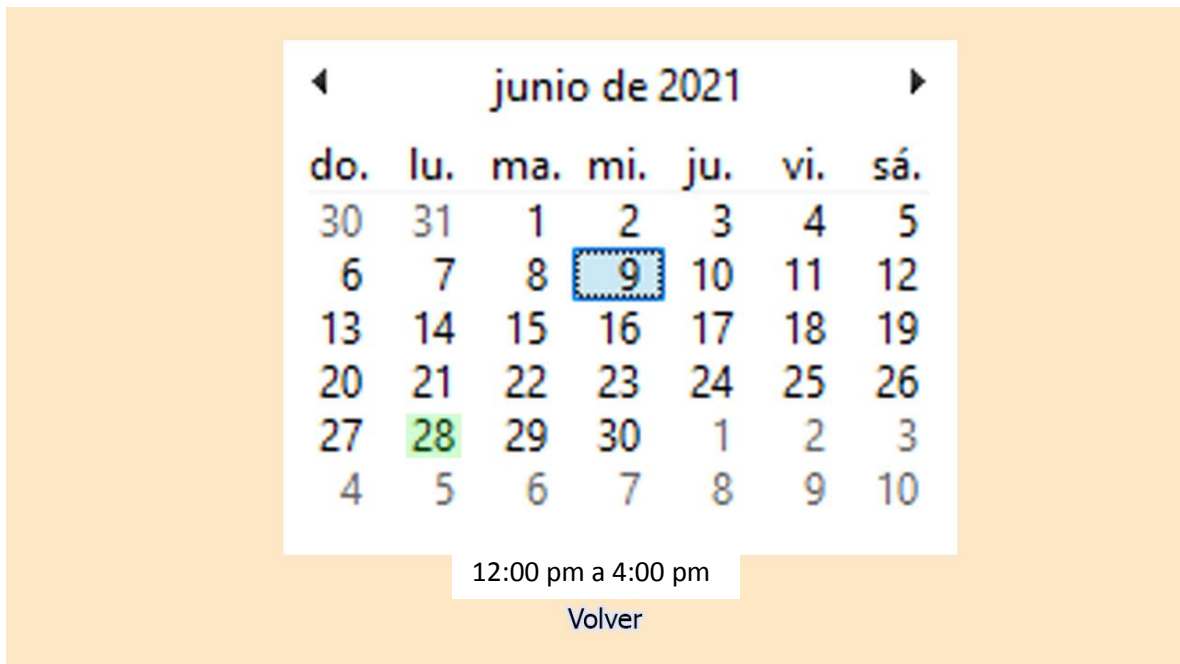 junio de 2021
do. lu. ma. mi. ju. vi. sá.
30 31 1 2 3 4 5
6 7 8 9 10 11 12
13 14 15 16 17 18 19
20 21 22 23 24 25 26
27 28 29 30 1 2 3
4 5 6 7 8 9 10
12:00 pm a 4:00 pm
Volver